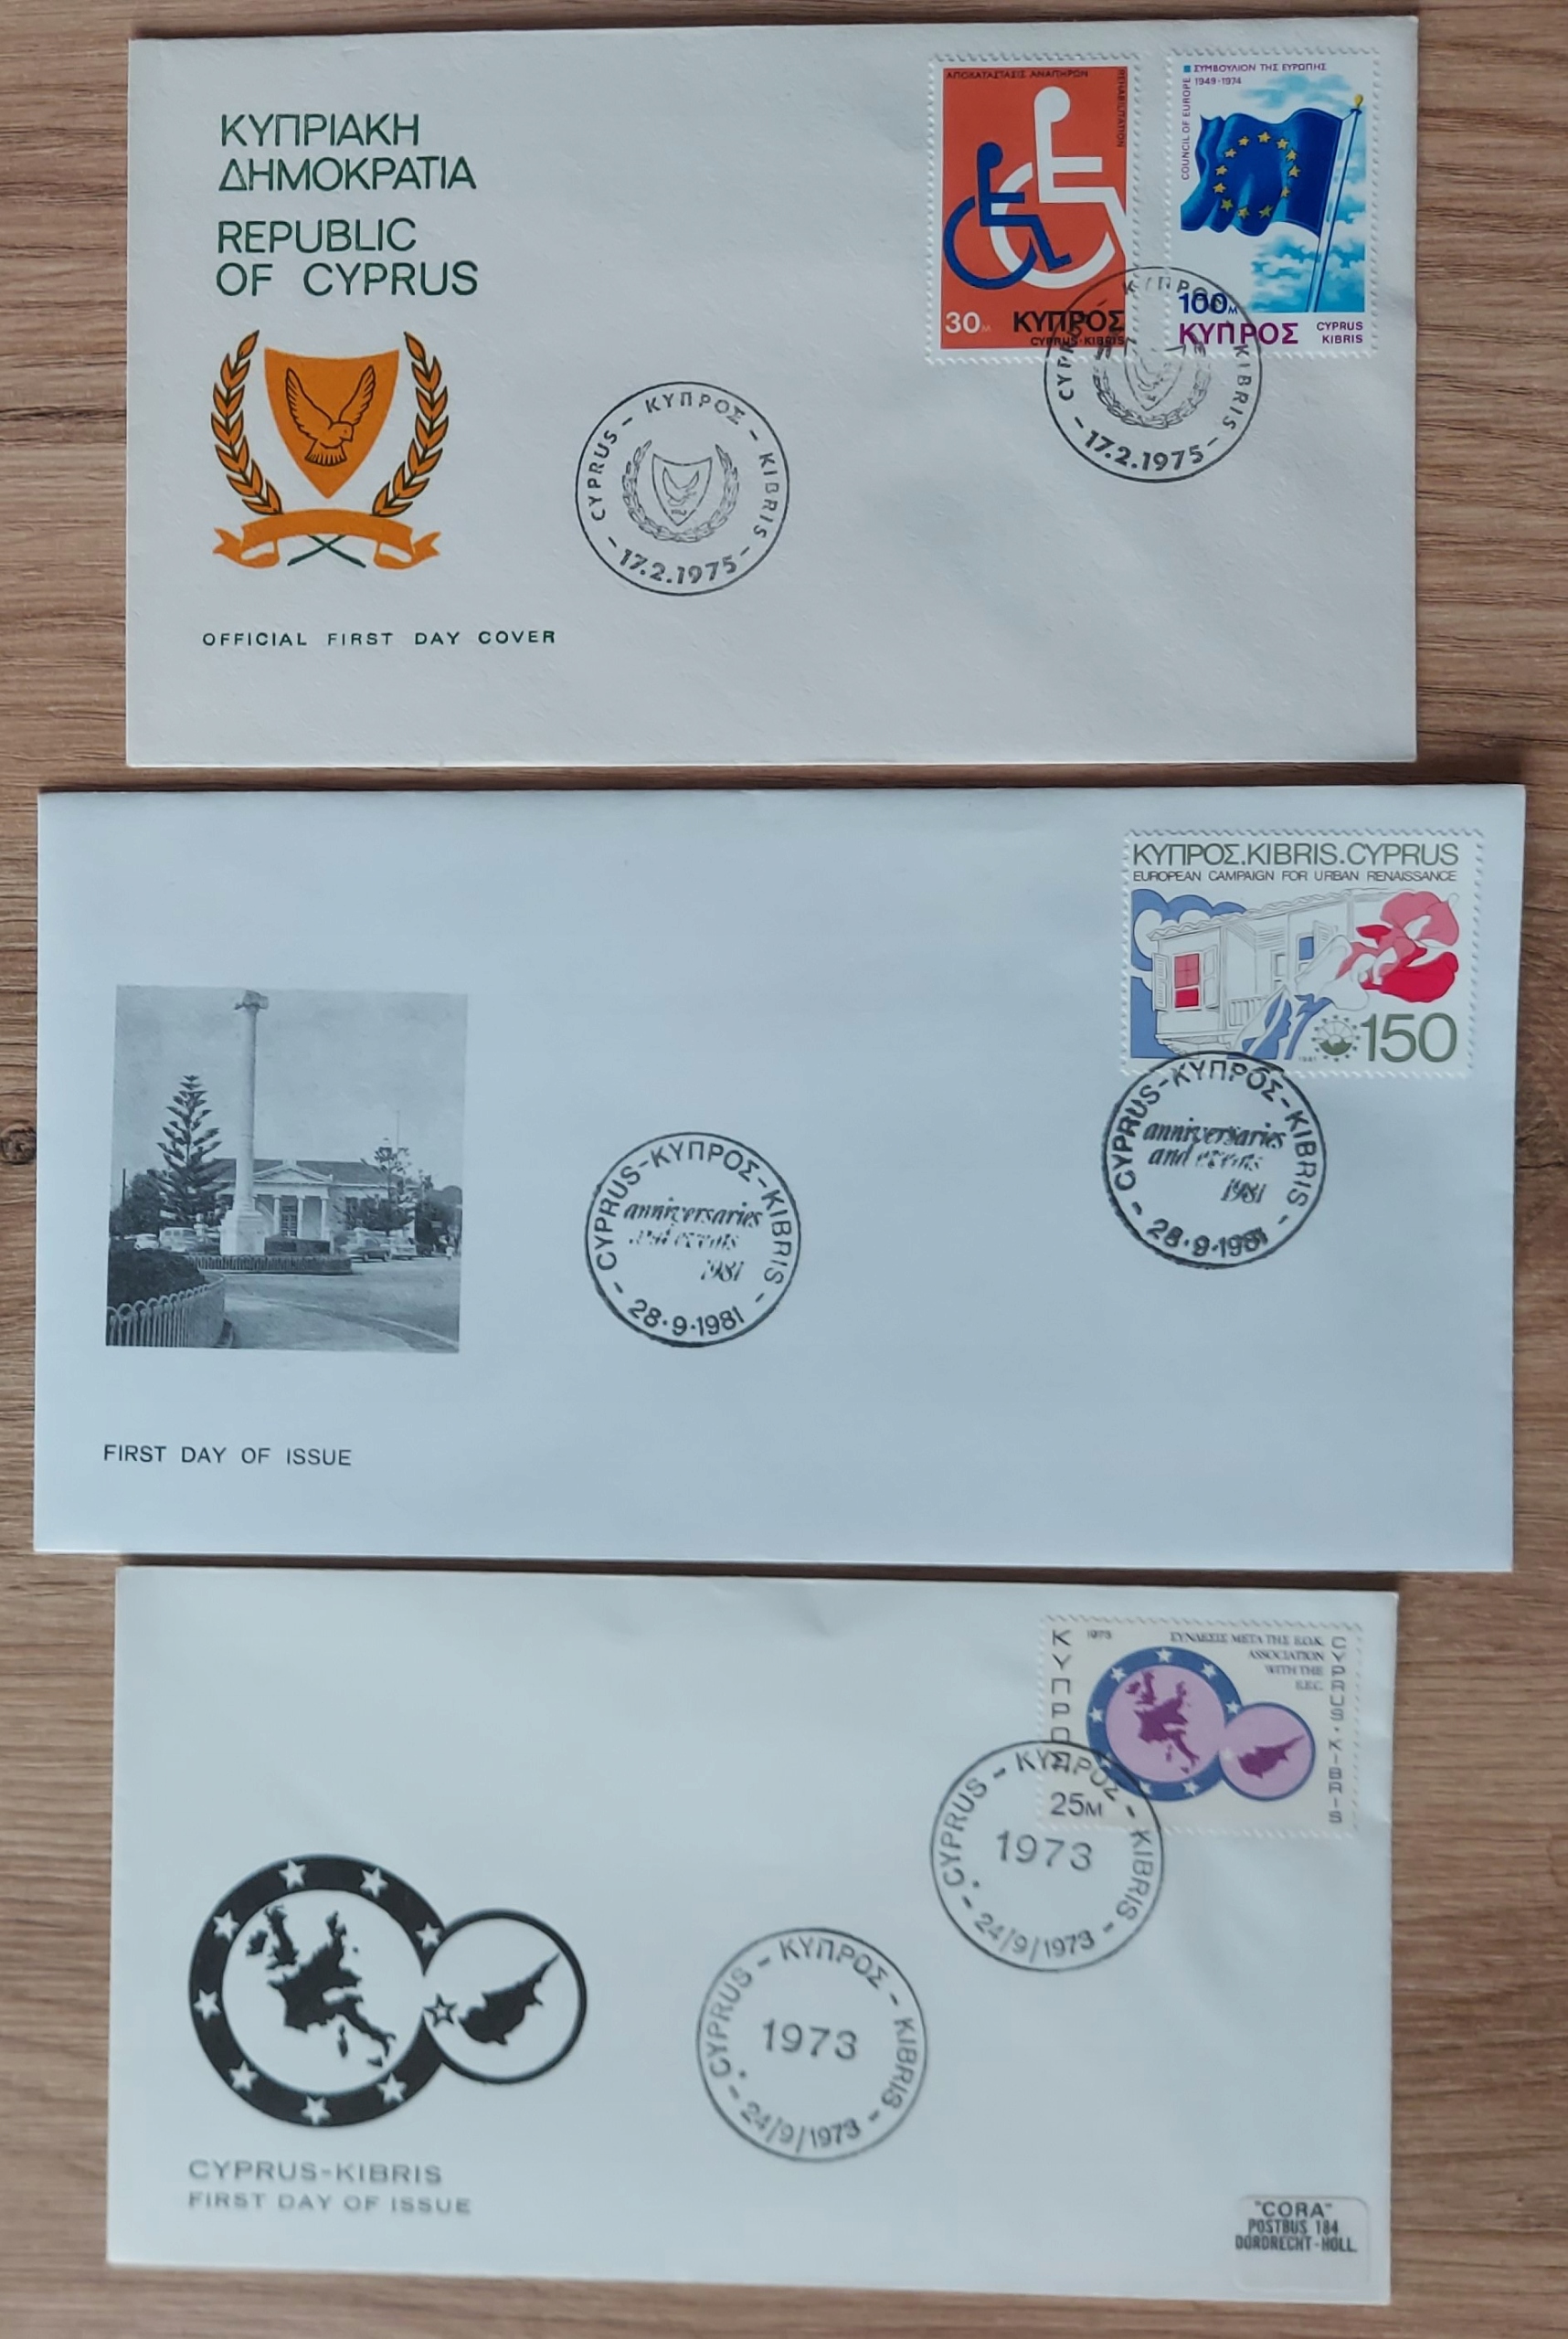 ΚΥΠΡΙΑΚΗ
ΔΗΜΟΚΡΑΤΙΑ
REPUBLIC
OF CYPRUS
OFFICIAL FIRST DAY COVER
CYPRUS – ΚΥΠΡΟΣ – KIBRIS
– 17.2.1975 –
ΑΠΟΚΑΤΑΣΤΑΣΙΣ ΑΝΑΠΗΡΩΝ
REHABILITATION
30M
ΚΥΠΡΟΣ
CYPRUS·KIBRIS
ΣΥΜΒΟΥΛΙΟΝ ΤΗΣ ΕΥΡΩΠΗΣ
1949-1974
COUNCIL OF EUROPE
100M
ΚΥΠΡΟΣ
CYPRUS
KIBRIS
CYPRUS – ΚΥΠΡΟΣ – KIBRIS
– 17.2.1975 –
ΚΥΠΡΟΣ.KIBRIS.CYPRUS
EUROPEAN CAMPAIGN FOR URBAN RENAISSANCE
1981
150
CYPRUS-ΚΥΠΡΟΣ-KIBRIS
anniversaries
and events
1981
– 28·9·1981 –
CYPRUS-ΚΥΠΡΟΣ-KIBRIS
anniversaries
and events
1981
– 28·9·1981 –
FIRST DAY OF ISSUE
ΚΥΠΡΟΣ
1973
ΣΥΝΔΕΣΙΣ ΜΕΤΑ ΤΗΣ Ε.Ο.Κ.
ASSOCIATION
WITH THE
E.E.C.
CYPRUS·KIBRIS
25M
CYPRUS – ΚΥΠΡΟΣ – KIBRIS
1973
– 24/9/1973 –
CYPRUS – ΚΥΠΡΟΣ – KIBRIS
1973
– 24/9/1973 –
CYPRUS-KIBRIS
FIRST DAY OF ISSUE
"CORA"
POSTBUS 184
DORDRECHT-HOLL.